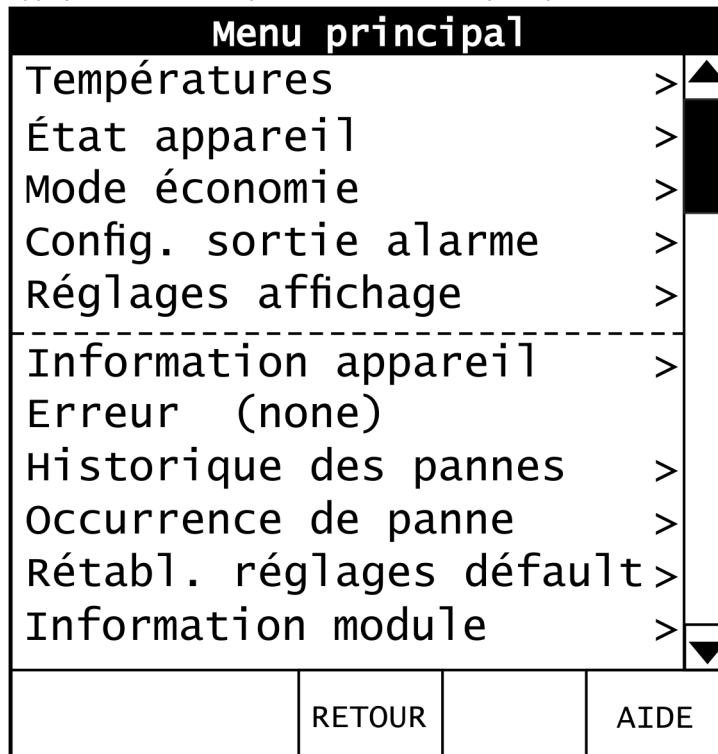 Menu principal
Températures >
État appareil >
Mode économie >
Config. sortie alarme >
Réglages affichage >
Information appareil >
Erreur (none)
Historique des pannes >
Occurrence de panne >
Rétabl. réglages défault >
Information module >
RETOUR AIDE